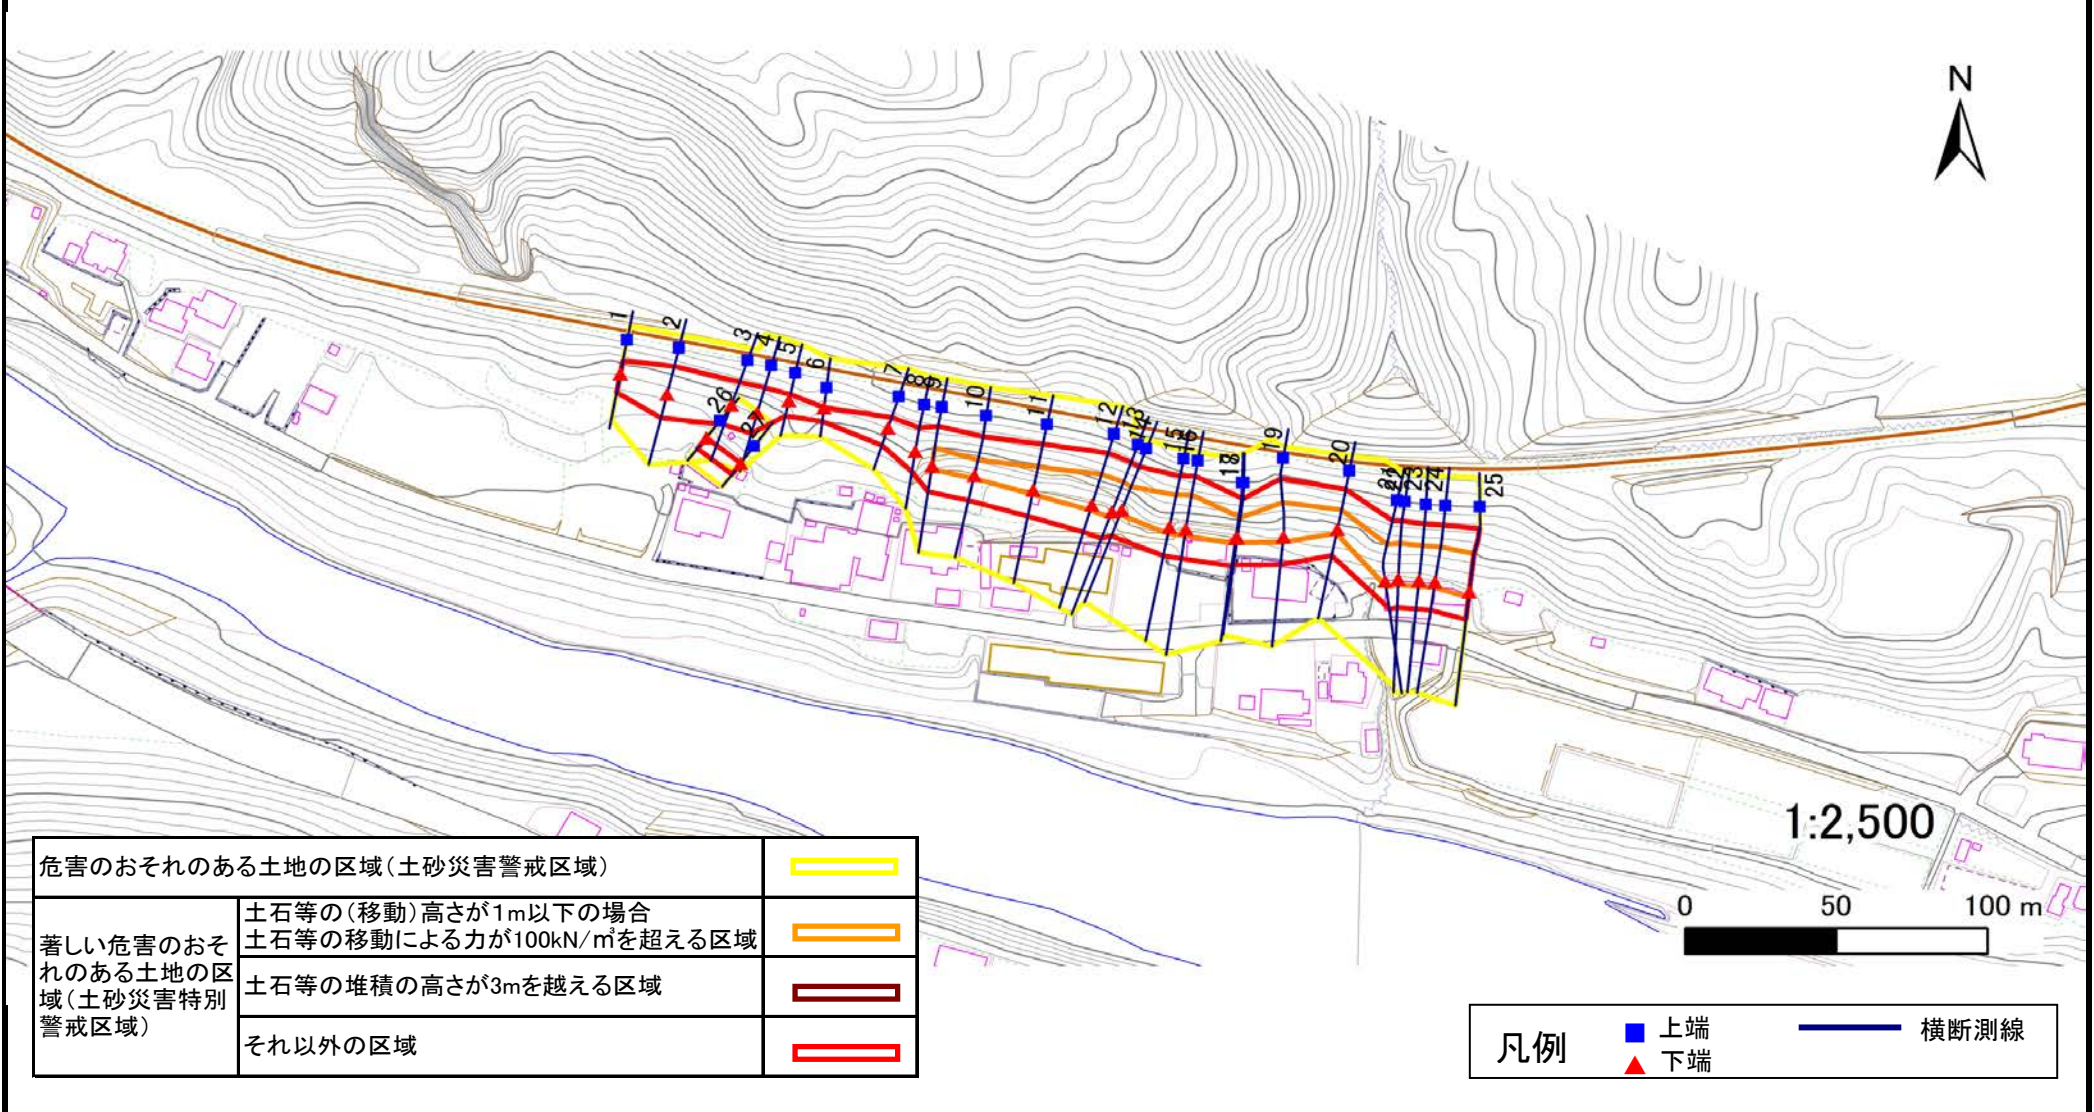 N
1
2
3
4
5
6
7
8
9
10
11
12
13
14
15
16
18
19
20
22
23
24
25
26
27
1:2,500
0 50 100 m
危害のおそれのある土地の区域(土砂災害警戒区域)
著しい危害のおそ
れのある土地の区
域(土砂災害特別
警戒区域)
土石等の(移動)高さが1m以下の場合
土石等の移動による力が100kN/㎡を超える区域
土石等の堆積の高さが3mを越える区域
それ以外の区域
凡例
上端
下端
横断測線